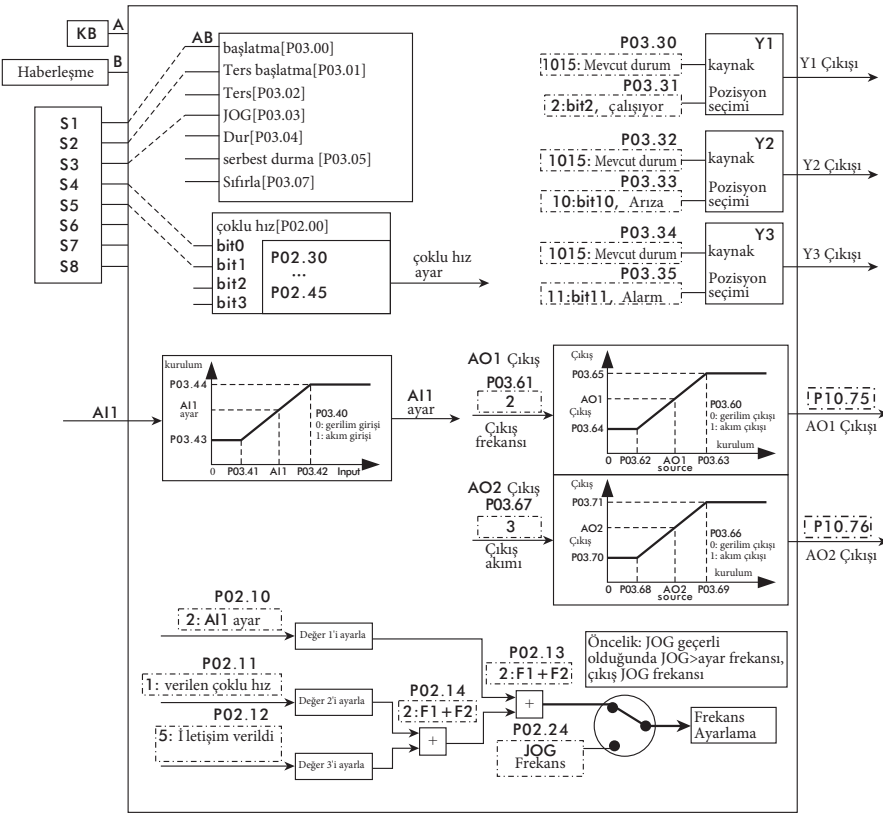 KB
A
Haberleşme
B
S1
S2
S3
S4
S5
S6
S7
S8
AB
başlatma[P03.00]
Ters başlatma[P03.01]
Ters[P03.02]
JOG[P03.03]
Dur[P03.04]
serbest durma [P03.05]
Sıfırla[P03.07]
çoklu hız[P02.00]
bit0
bit1
bit2
bit3
P02.30
...
P02.45
çoklu hız
ayar
P03.30
1015: Mevcut durum
P03.31
2:bit2, çalışıyor
Y1
kaynak
Pozisyon
seçimi
Y1 Çıkışı
P03.32
1015: Mevcut durum
P03.33
10:bit10, Arıza
Y2
kaynak
Pozisyon
seçimi
Y2 Çıkışı
P03.34
1015: Mevcut durum
P03.35
11:bit11, Alarm
Y3
kaynak
Pozisyon
seçimi
Y3 Çıkışı
AI1
kurulum
P03.44
AI1
ayar
P03.43
P03.40
0: gerilim girişi
1: akım girişi
0 P03.41 AI1 P03.42 Input
AI1
ayar
AO1 Çıkış
P03.61
2
Çıkış
frekansı
Çıkış
P03.65
AO1
Çıkış
P03.64
P03.60
0: gerilim çıkışı
1: akım çıkışı
kurulum
0 P03.62 AO1 P03.63
source
P10.75
AO1 Çıkışı
AO2 Çıkış
P03.67
3
Çıkış
akımı
Çıkış
P03.71
AO2
Çıkış
P03.70
P03.66
0: gerilim çıkışı
1: akım çıkışı
kurulum
0 P03.68 AO2 P03.69
source
P10.76
AO2 Çıkışı
P02.10
2: AI1 ayar
Değer 1'i ayarla
P02.11
1: verilen çoklu hız
Değer 2'i ayarla
P02.12
5: İletişim verildi
Değer 3'i ayarla
P02.14
2:F1+F2
+
P02.13
2:F1+F2
+
P02.24
JOG
Frekans
Öncelik: JOG geçerli
olduğunda JOG>ayar frekansı,
çıkış JOG frekansı
Frekans
Ayarlama